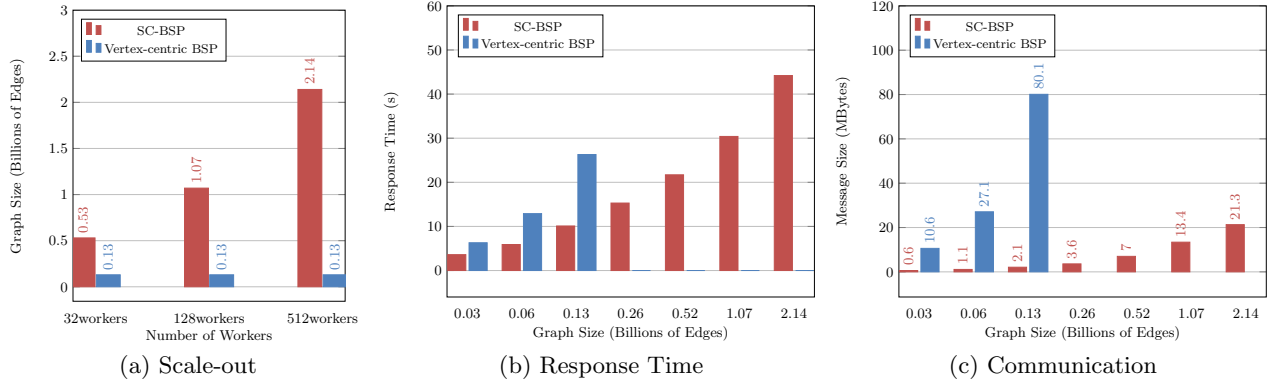 3
2.5
2
1.5
1
0.5
0
Graph Size (Billions of Edges)
SC-BSP
Vertex-centric BSP
0.53
1.07
2.14
0.13
0.13
0.13
32workers
128workers
512workers
Number of Workers
(a) Scale-out
60
50
40
30
20
10
0
Response Time (s)
SC-BSP
Vertex-centric BSP
0.03
0.06
0.13
0.26
0.52
1.07
2.14
Graph Size (Billions of Edges)
(b) Response Time
120
100
80
60
40
20
0
Message Size (MBytes)
SC-BSP
Vertex-centric BSP
0.6
10.6
1.1
27.1
2.1
80.1
3.6
7
13.4
21.3
0.03
0.06
0.13
0.26
0.52
1.07
2.14
Graph Size (Billions of Edges)
(c) Communication